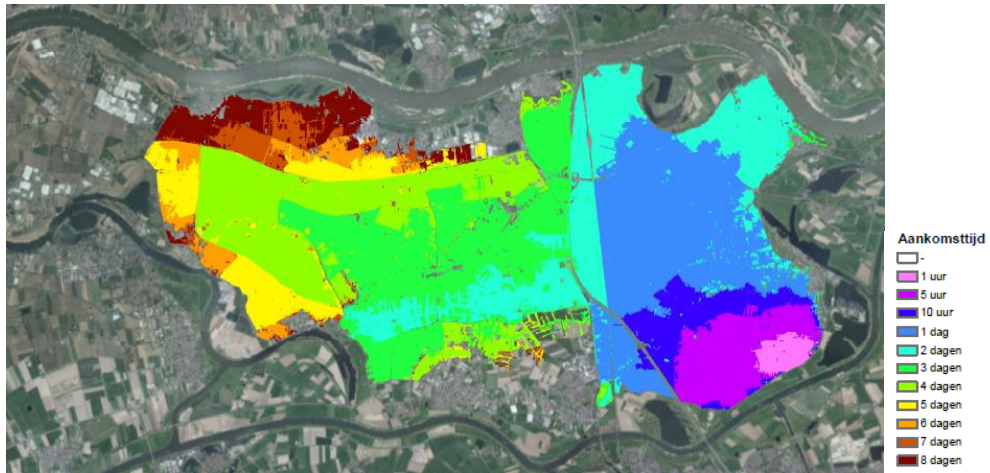 Aankomsttijd
-
1 uur
5 uur
10 uur
1 dag
2 dagen
3 dagen
4 dagen
5 dagen
6 dagen
7 dagen
8 dagen